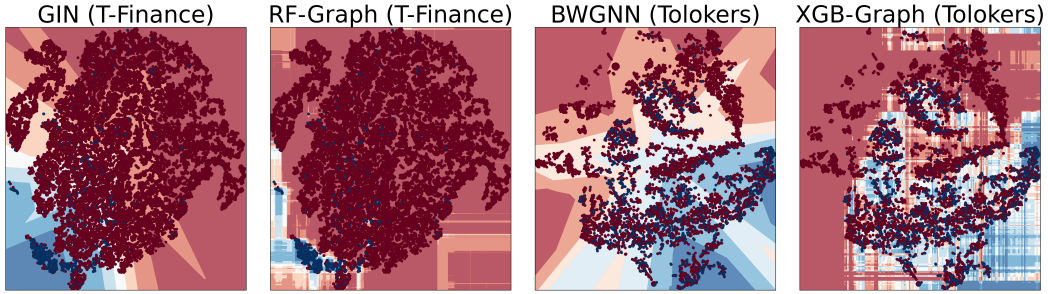 GIN (T-Finance)
RF-Graph (T-Finance)
BWGNN (Tolokers)
XGB-Graph (Tolokers)